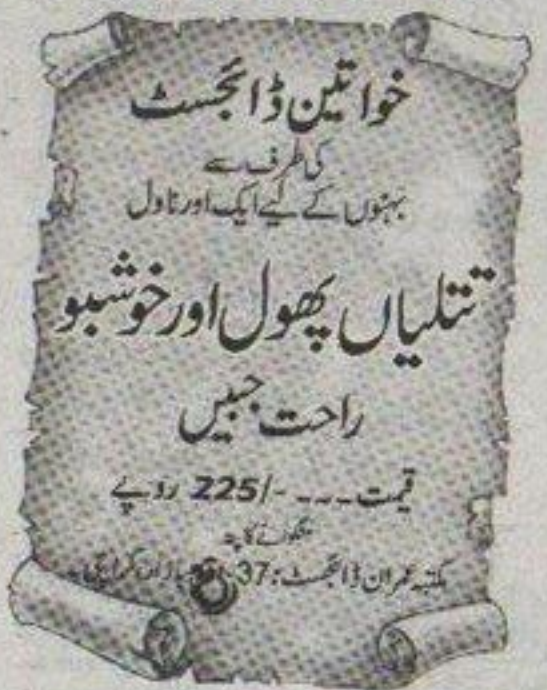 خواتین ڈائجسٹ
کی طرف سے
بہنوں کے لیے ایک اور ناول
تتلیاں پھول اور خوشبو
راحت جبیں
قیمت۔۔۔ -/225 روپے
منگوانے کا پتہ
مکتبہ عمران ڈائجسٹ: 37، بازار، کراچی۔